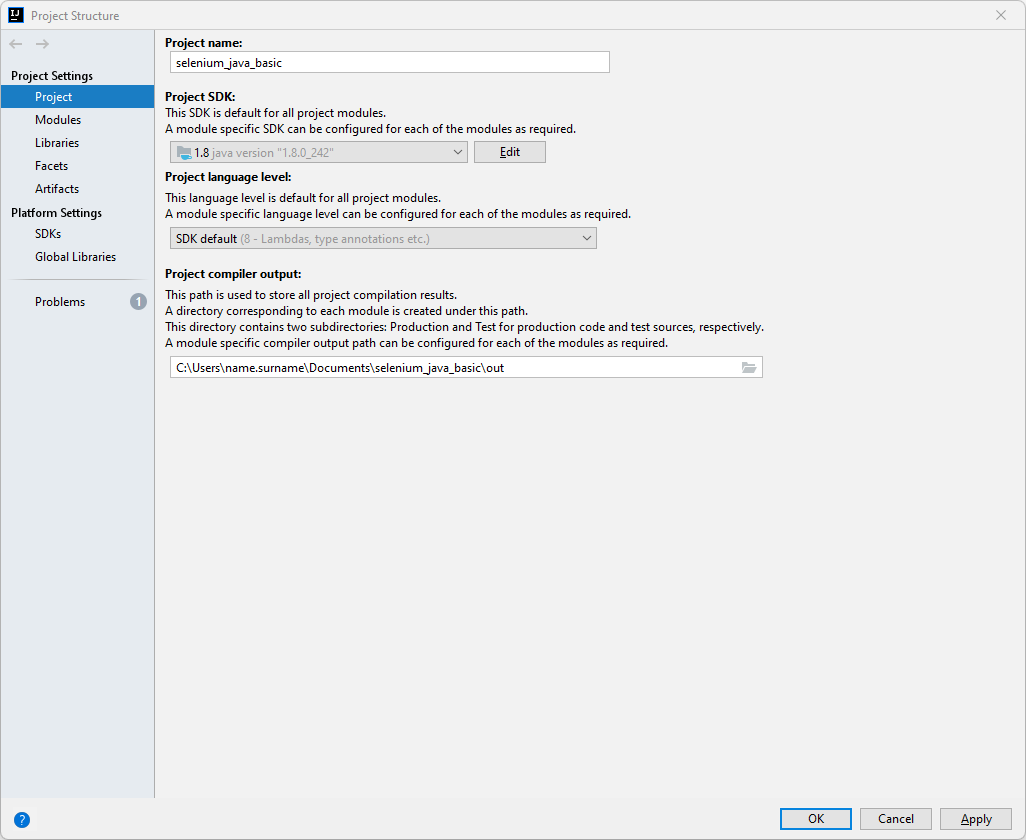 IJ
Project Structure
Project Settings
Project
Modules
Libraries
Facets
Artifacts
Platform Settings
SDKs
Global Libraries
Problems
1
Project name:
selenium_java_basic
Project SDK:
This SDK is default for all project modules.
A module specific SDK can be configured for each of the modules as required.
1.8 java version "1.8.0_242"
Edit
Project language level:
This language level is default for all project modules.
A module specific language level can be configured for each of the modules as required.
SDK default (8 - Lambdas, type annotations etc.)
Project compiler output:
This path is used to store all project compilation results.
A directory corresponding to each module is created under this path.
This directory contains two subdirectories: Production and Test for production code and test sources, respectively.
A module specific compiler output path can be configured for each of the modules as required.
C:\Users\name.surname\Documents\selenium_java_basic\out
?
OK
Cancel
Apply